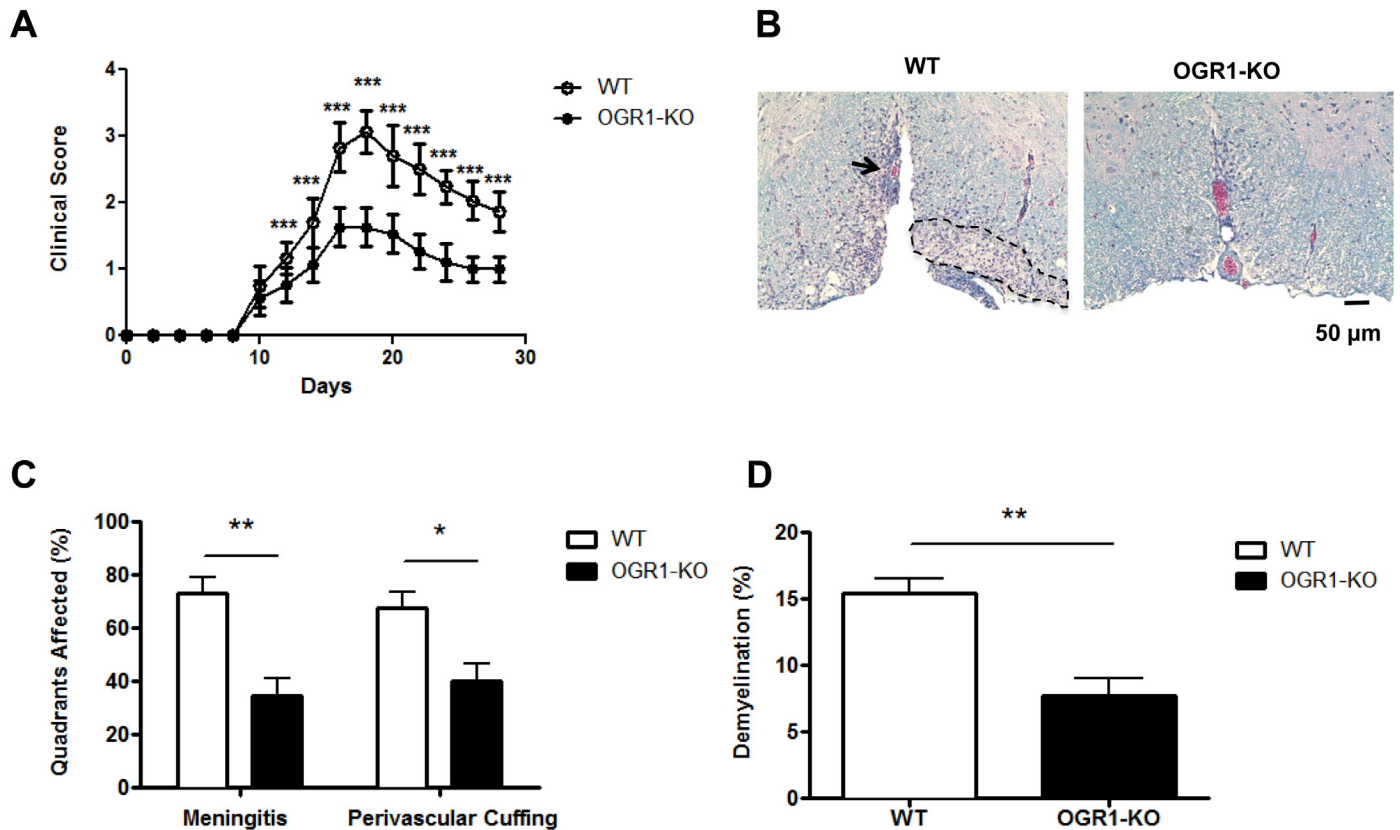 A
Clinical Score
4
3
2
1
0
0
10
20
30
Days
***
***
***
***
***
***
***
***
***
WT
OGR1-KO
B
WT
OGR1-KO
50 µm
C
Quadrants Affected (%)
100
80
60
40
20
0
**
*
Meningitis
Perivascular Cuffing
WT
OGR1-KO
D
Demyelination (%)
20
15
10
5
0
**
WT
OGR1-KO
WT
OGR1-KO